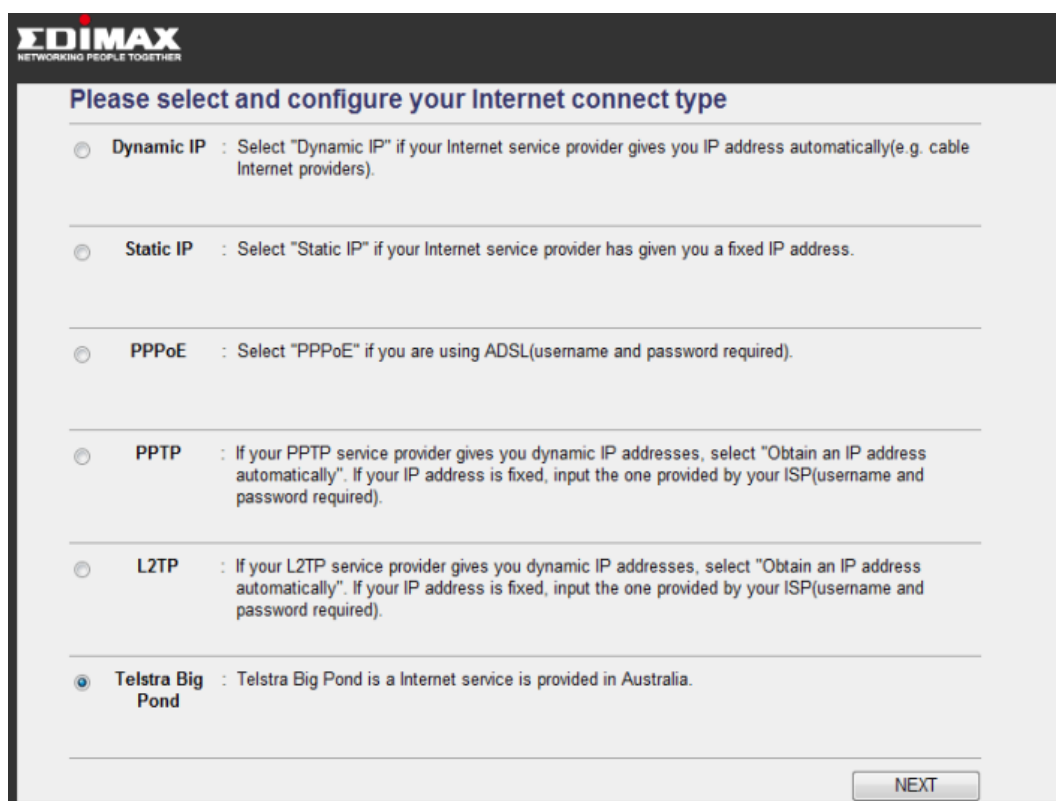 EDIMAX
NETWORKING PEOPLE TOGETHER
Please select and configure your Internet connect type
Dynamic IP : Select "Dynamic IP" if your Internet service provider gives you IP address automatically(e.g. cable
Internet providers).
Static IP : Select "Static IP" if your Internet service provider has given you a fixed IP address.
PPPoE : Select "PPPoE" if you are using ADSL(username and password required).
PPTP : If your PPTP service provider gives you dynamic IP addresses, select "Obtain an IP address
automatically". If your IP address is fixed, input the one provided by your ISP(username and
password required).
L2TP : If your L2TP service provider gives you dynamic IP addresses, select "Obtain an IP address
automatically". If your IP address is fixed, input the one provided by your ISP(username and
password required).
Telstra Big : Telstra Big Pond is a Internet service is provided in Australia.
Pond
NEXT